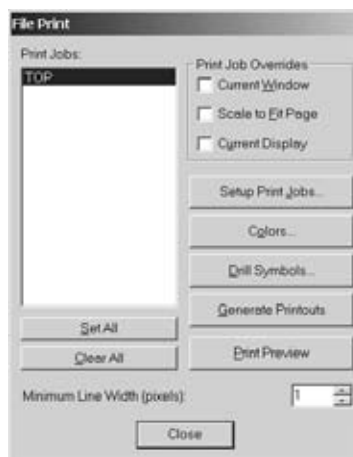 File Print
Print Jobs:
TOP
Set All
Clear All
Print Job Overrides
Current Window
Scale to Fit Page
Current Display
Setup Print Jobs...
Colors...
Drill Symbols...
Generate Printouts
Print Preview
Minimum Line Width (pixels):
1
Close